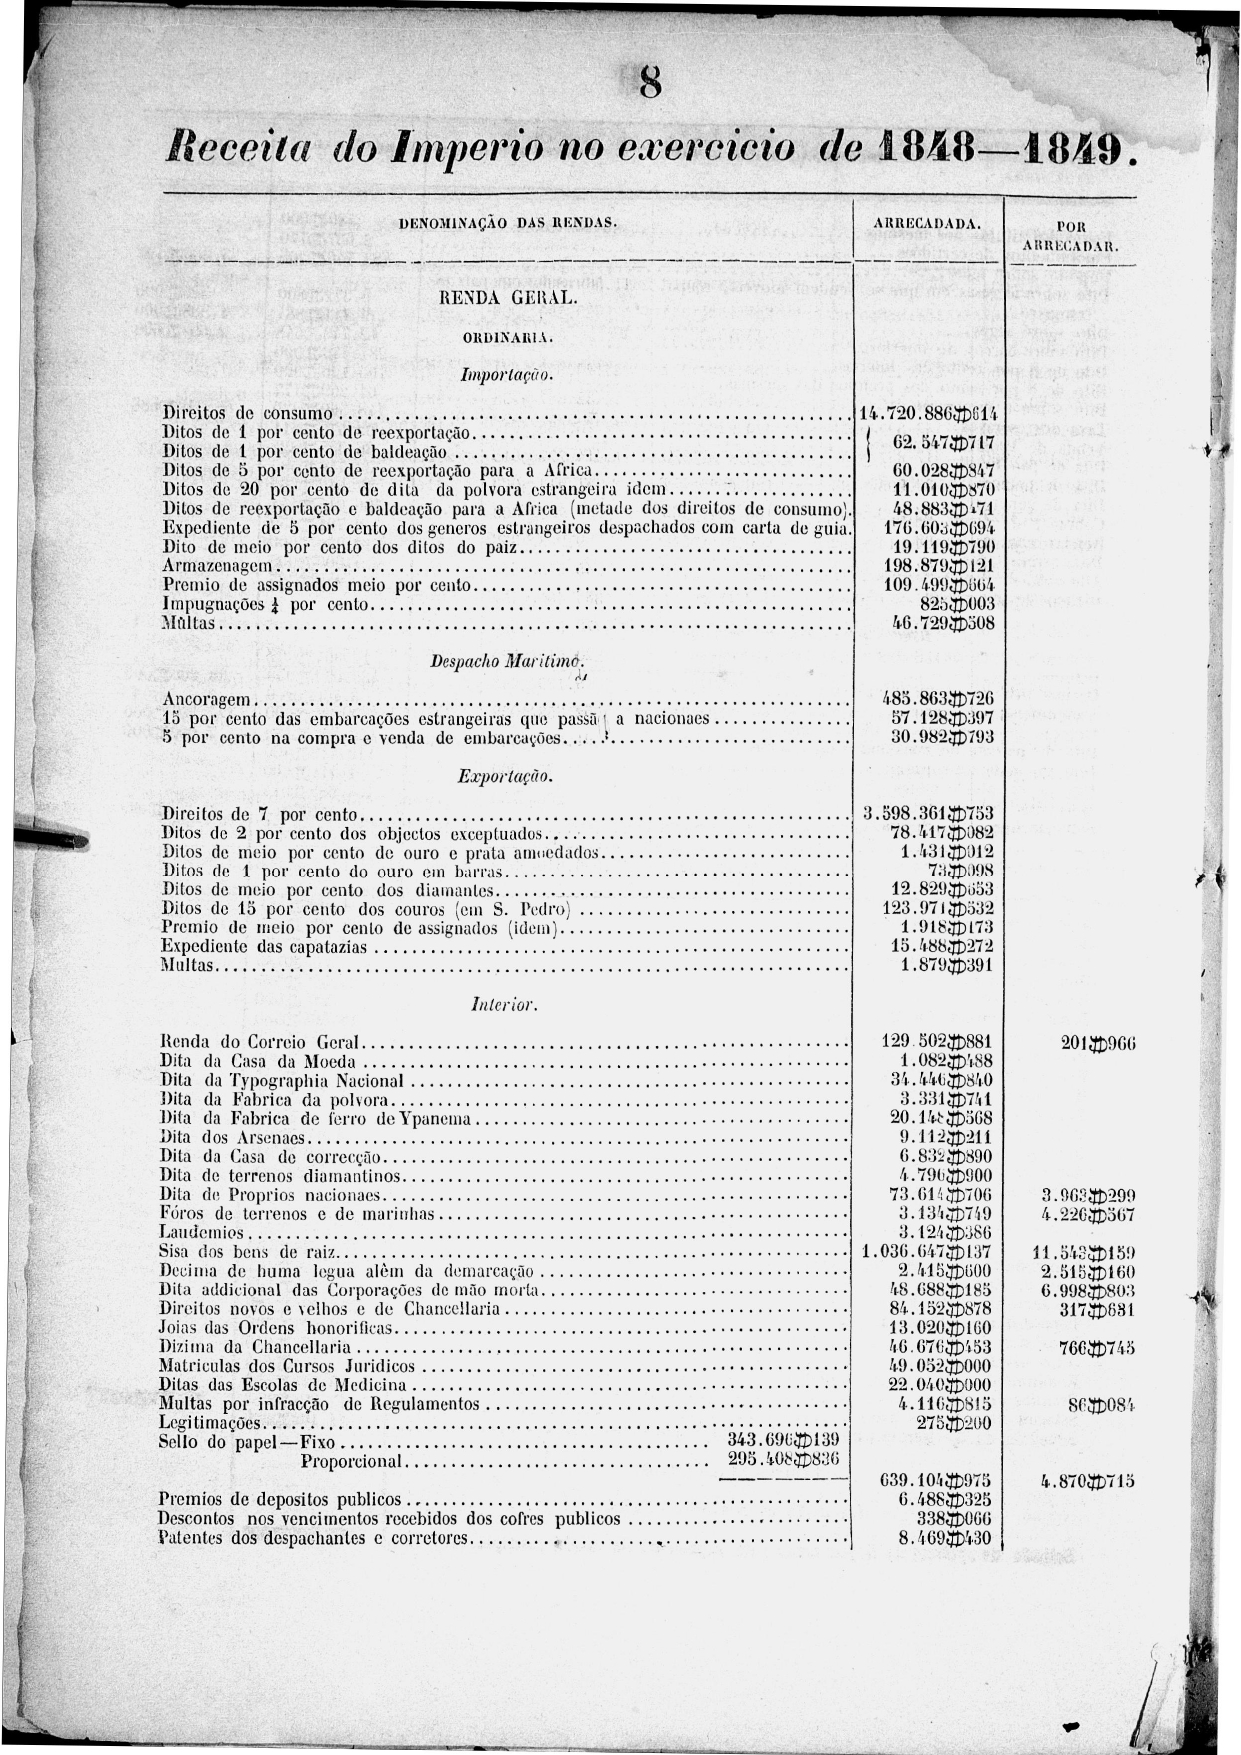 8
Receita do Imperio no exercicio de 1848—1849.
DENOMINAÇÃO DAS RENDAS. ARRECADADA. POR ARRECADAR.
RENDA GERAL.
ORDINARIA.
Importação.
Direitos de consumo 14.720.886$614
Ditos de 1 por cento de reexportação
Ditos de 1 por cento de baldeação 62.547$717
Ditos de 5 por cento de reexportação para a Africa 60.028$847
Ditos de 20 por cento de dita da polvora estrangeira idem 11.010$870
Ditos de reexportação e baldeação para a Africa (metade dos direitos de consumo). 48.883$471
Expediente de 5 por cento dos generos estrangeiros despachados com carta de guia. 176.603$694
Dito de meio por cento dos ditos do paiz 19.119$790
Armazenagem 198.879$121
Premio de assignados meio por cento 109.499$664
Impugnações ¼ por cento 825$003
Multas 46.729$508
Despacho Maritimo.
Ancoragem 485.863$726
15 por cento das embarcações estrangeiras que passã a nacionaes 57.128$397
5 por cento na compra e venda de embarcações 30.982$793
Exportação.
Direitos de 7 por cento 3.598.361$753
Ditos de 2 por cento dos objectos exceptuados 78.417$082
Ditos de meio por cento de ouro e prata amoedados 1.431$012
Ditos de 1 por cento do ouro em barras 73$098
Ditos de meio por cento dos diamantes 12.829$653
Ditos de 15 por cento dos couros (em S. Pedro) 123.971$532
Premio de meio por cento de assignados (idem) 1.918$173
Expediente das capatazias 15.488$272
Multas 1.879$391
Interior.
Renda do Correio Geral 129.502$881 201$966
Dita da Casa da Moeda 1.082$488
Dita da Typographia Nacional 34.446$840
Dita da Fabrica da polvora 3.331$741
Dita da Fabrica de ferro de Ypanema $568
Dita dos Arsenaes 9.112$211
Dita da Casa de correcção 6.832$890
Dita de terrenos diamantinos 4.796$900
Dita de Proprios nacionaes 73.614$706 3.963$299
Fóros de terrenos e de marinhas 3.134$749 4.226$567
Laudemios 3.124$386
Sisa dos bens de raiz 1.036.647$137 11.543$159
Decima de huma legua alêm da demarcação 2.415$600 2.515$160
Dita addicional das Corporações de mão morta 48.688$185 6.998$803
Direitos novos e velhos e de Chancellaria 84.152$878 317$681
Joias das Ordens honorificas 13.020$160
Dizima da Chancellaria 46.676$453 766$745
Matriculas dos Cursos Juridicos 49.052$000
Ditas das Escolas de Medicina 22.040$000
Multas por infracção de Regulamentos 4.116$815 86$084
Legitimações 275$200
Sello do papel—Fixo 343.696$139
Proporcional 295.408$836
639.104$975 4.870$715
Premios de depositos publicos 6.488$325
Descontos nos vencimentos recebidos dos cofres publicos 338$066
Patentes dos despachantes e corretores 8.469$430